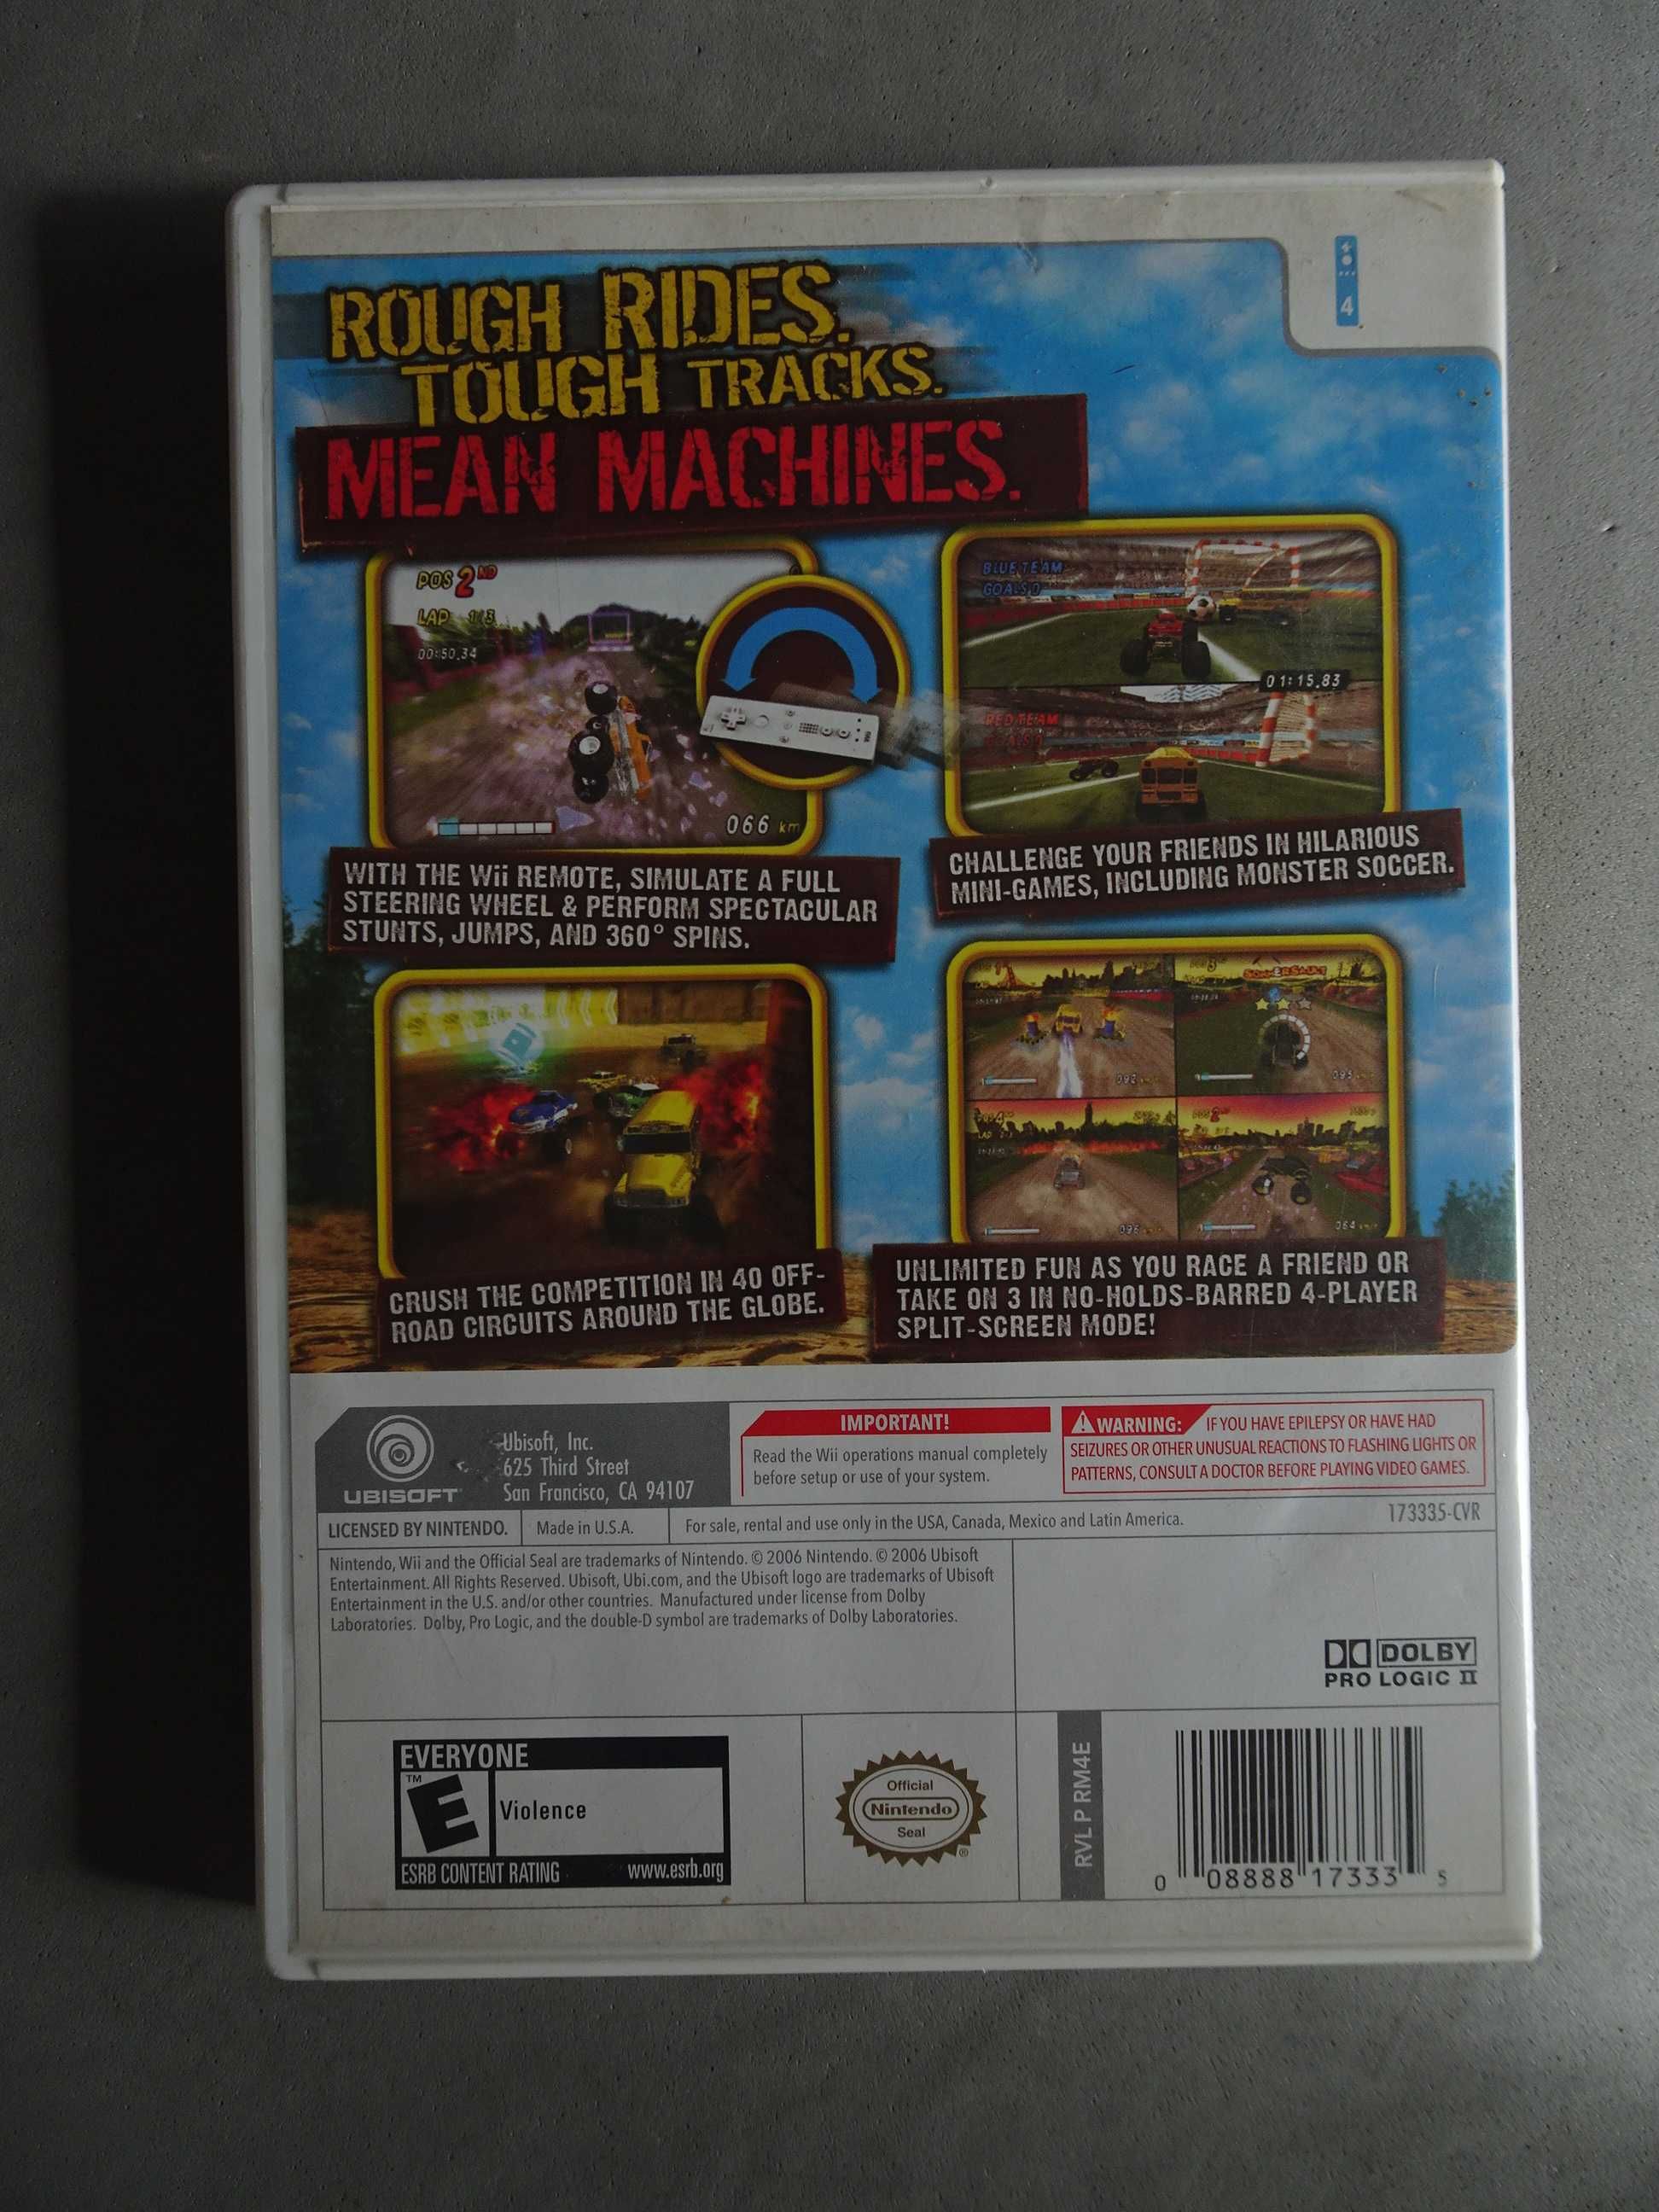 4
ROUGH RIDES.
TOUGH TRACKS.
MEAN MACHINES.
POS 2ND
LAP 1/3
00:50.34
066 km
BLUE TEAM
GOALS 0
01:15.83
RED TEAM
WITH THE Wii REMOTE, SIMULATE A FULL
STEERING WHEEL & PERFORM SPECTACULAR
STUNTS, JUMPS, AND 360° SPINS.
CHALLENGE YOUR FRIENDS IN HILARIOUS
MINI-GAMES, INCLUDING MONSTER SOCCER.
SOMMERSAULT
CRUSH THE COMPETITION IN 40 OFF-
ROAD CIRCUITS AROUND THE GLOBE.
UNLIMITED FUN AS YOU RACE A FRIEND OR
TAKE ON 3 IN NO-HOLDS-BARRED 4-PLAYER
SPLIT-SCREEN MODE!
UBISOFT
Ubisoft, Inc.
625 Third Street
San Francisco, CA 94107
IMPORTANT!
Read the Wii operations manual completely
before setup or use of your system.
WARNING: IF YOU HAVE EPILEPSY OR HAVE HAD
SEIZURES OR OTHER UNUSUAL REACTIONS TO FLASHING LIGHTS OR
PATTERNS, CONSULT A DOCTOR BEFORE PLAYING VIDEO GAMES.
LICENSED BY NINTENDO.
Made in U.S.A.
For sale, rental and use only in the USA, Canada, Mexico and Latin America.
173335-CVR
Nintendo, Wii and the Official Seal are trademarks of Nintendo. © 2006 Nintendo. © 2006 Ubisoft
Entertainment. All Rights Reserved. Ubisoft, Ubi.com, and the Ubisoft logo are trademarks of Ubisoft
Entertainment in the U.S. and/or other countries. Manufactured under license from Dolby
Laboratories. Dolby, Pro Logic, and the double-D symbol are trademarks of Dolby Laboratories.
DOLBY
PRO LOGIC II
EVERYONE
E™
Violence
ESRB CONTENT RATING www.esrb.org
Official
Nintendo
Seal
®
RVL P RM4E
0 08888 17333 5